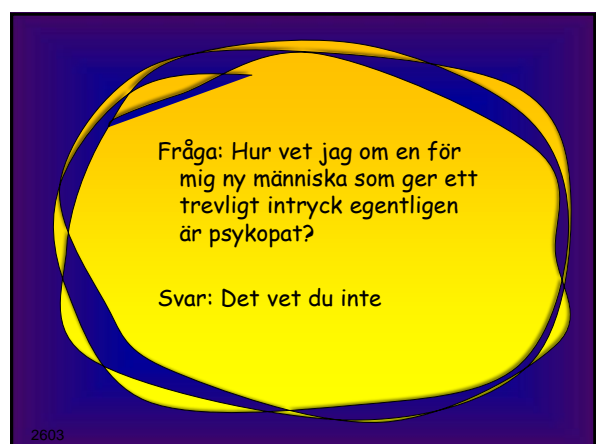 Fråga: Hur vet jag om en för
mig ny människa som ger ett
trevligt intryck egentligen
är psykopat?
Svar: Det vet du inte
2603